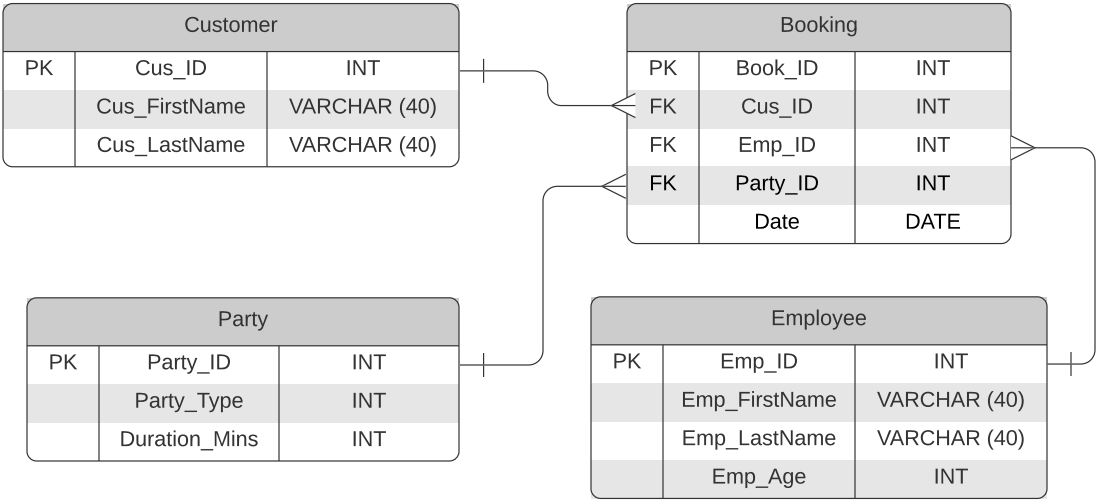 Customer
PK Cus_ID INT
Cus_FirstName VARCHAR (40)
Cus_LastName VARCHAR (40)
Booking
PK Book_ID INT
FK Cus_ID INT
FK Emp_ID INT
FK Party_ID INT
Date DATE
Party
PK Party_ID INT
Party_Type INT
Duration_Mins INT
Employee
PK Emp_ID INT
Emp_FirstName VARCHAR (40)
Emp_LastName VARCHAR (40)
Emp_Age INT